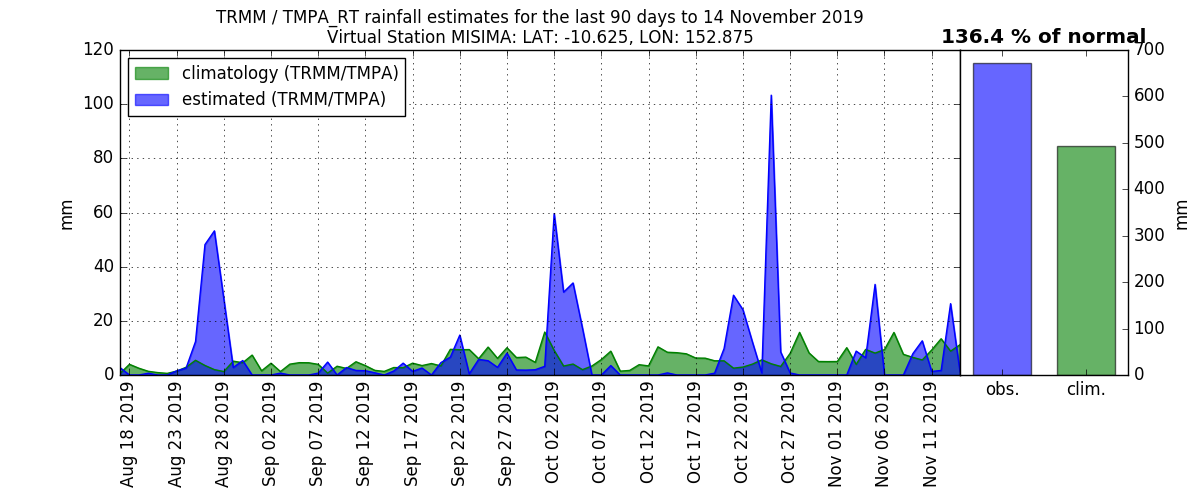 TRMM / TMPA_RT rainfall estimates for the last 90 days to 14 November 2019
Virtual Station MISIMA: LAT: -10.625, LON: 152.875
136.4 % of normal
climatology (TRMM/TMPA)
estimated (TRMM/TMPA)
mm
120
100
80
60
40
20
0
Aug 18 2019
Aug 23 2019
Aug 28 2019
Sep 02 2019
Sep 07 2019
Sep 12 2019
Sep 17 2019
Sep 22 2019
Sep 27 2019
Oct 02 2019
Oct 07 2019
Oct 12 2019
Oct 17 2019
Oct 22 2019
Oct 27 2019
Nov 01 2019
Nov 06 2019
Nov 11 2019
obs.
clim.
700
600
500
400
300
200
100
0
mm